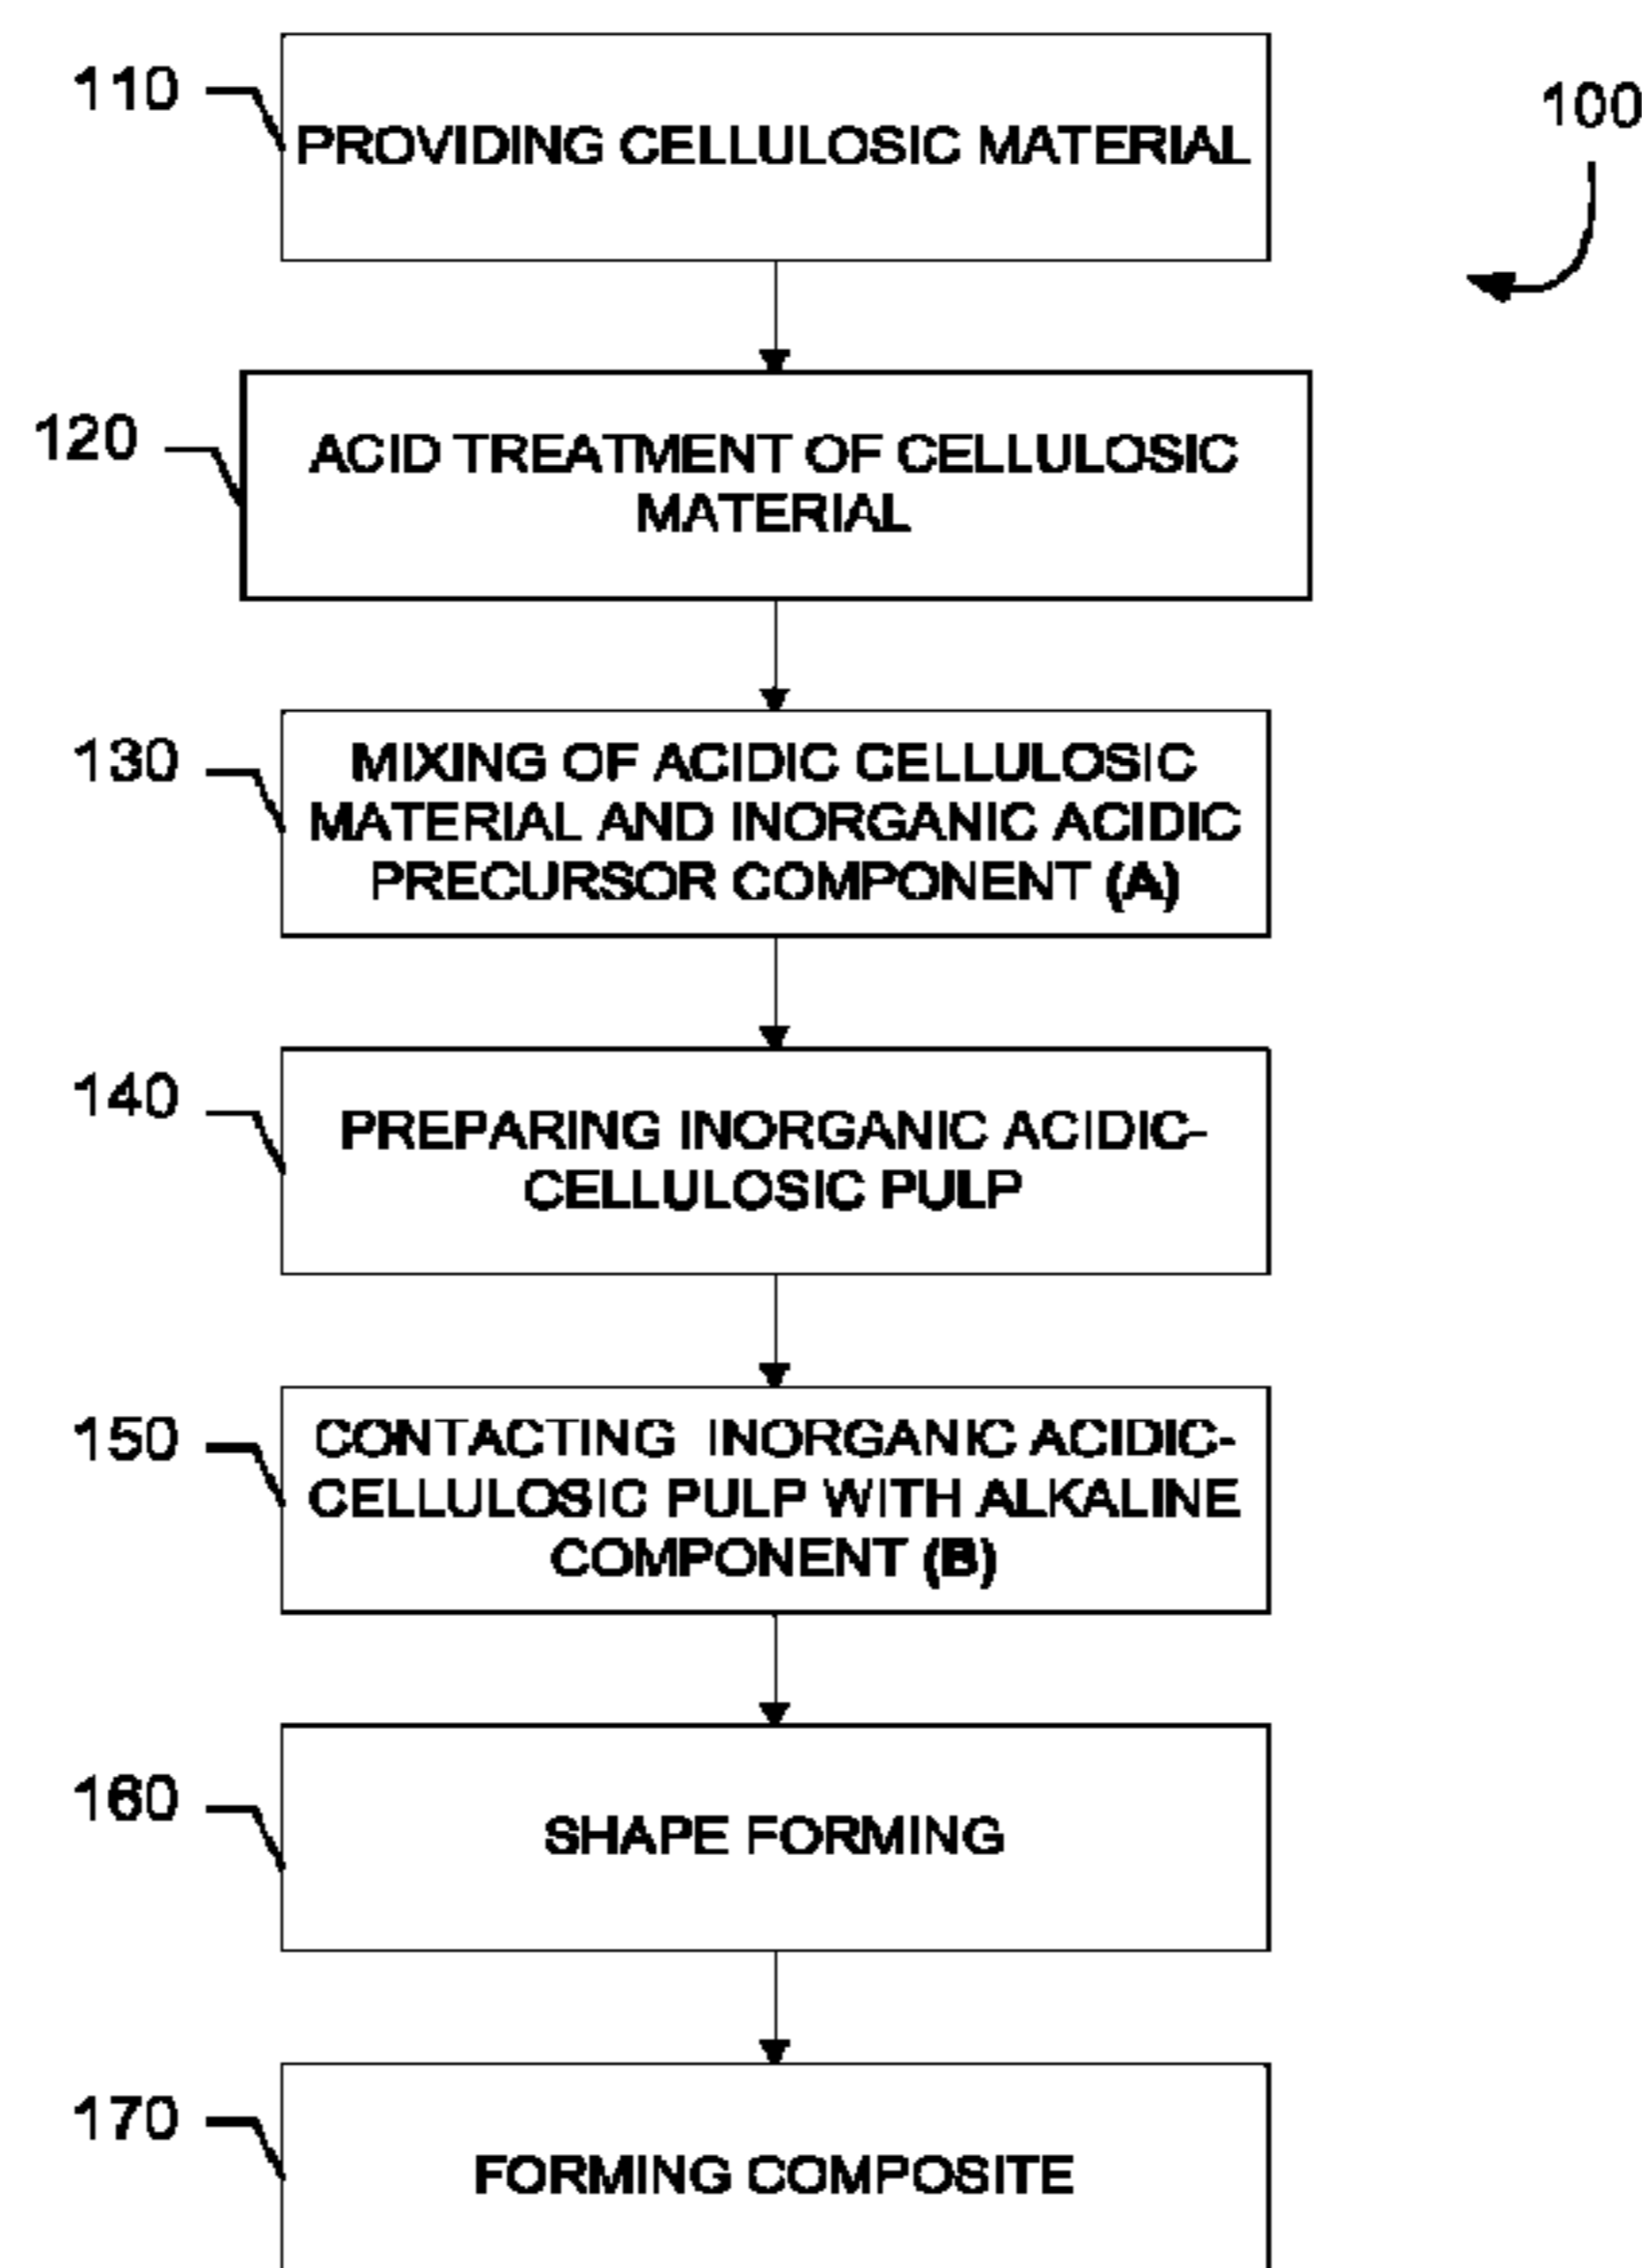 110
PROVIDING CELLULOSIC MATERIAL
100
120
ACID TREATMENT OF CELLULOSIC
MATERIAL
130
MIXING OF ACIDIC CELLULOSIC
MATERIAL AND INORGANIC ACIDIC
PRECURSOR COMPONENT (A)
140
PREPARING INORGANIC ACIDIC-
CELLULOSIC PULP
150
CONTACTING INORGANIC ACIDIC-
CELLULOSIC PULP WITH ALKALINE
COMPONENT (B)
160
SHAPE FORMING
170
FORMING COMPOSITE